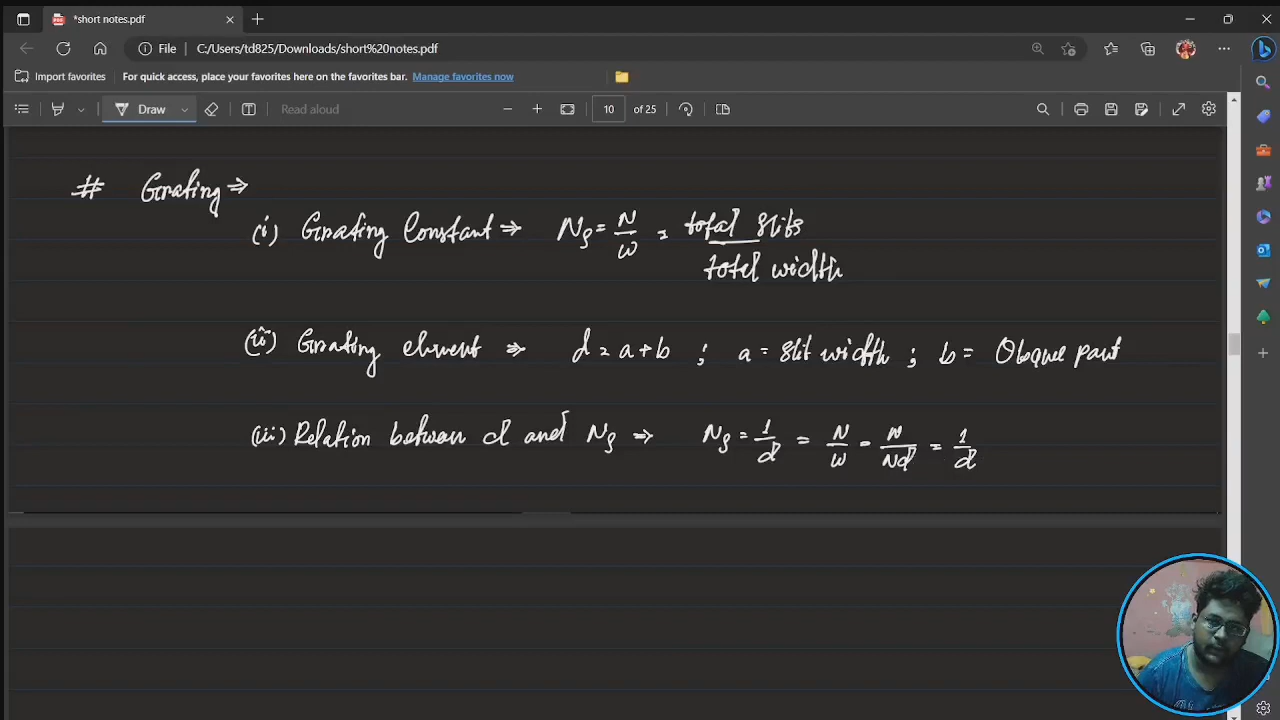 *short notes.pdf
File C:/Users/td825/Downloads/short%20notes.pdf
Import favorites For quick access, place your favorites here on the favorites bar. Manage favorites now
Draw Read aloud 10 of 25
# Grating ⇒
(i) Grating Constant ⇒ Ng = N/w = total slits / total width
(ii) Grating element ⇒ d = a + b ; a = slit width ; b = Obaque part
(iii) Relation between d and Ng ⇒ Ng = 1/d = N/w = N/Nd = 1/d